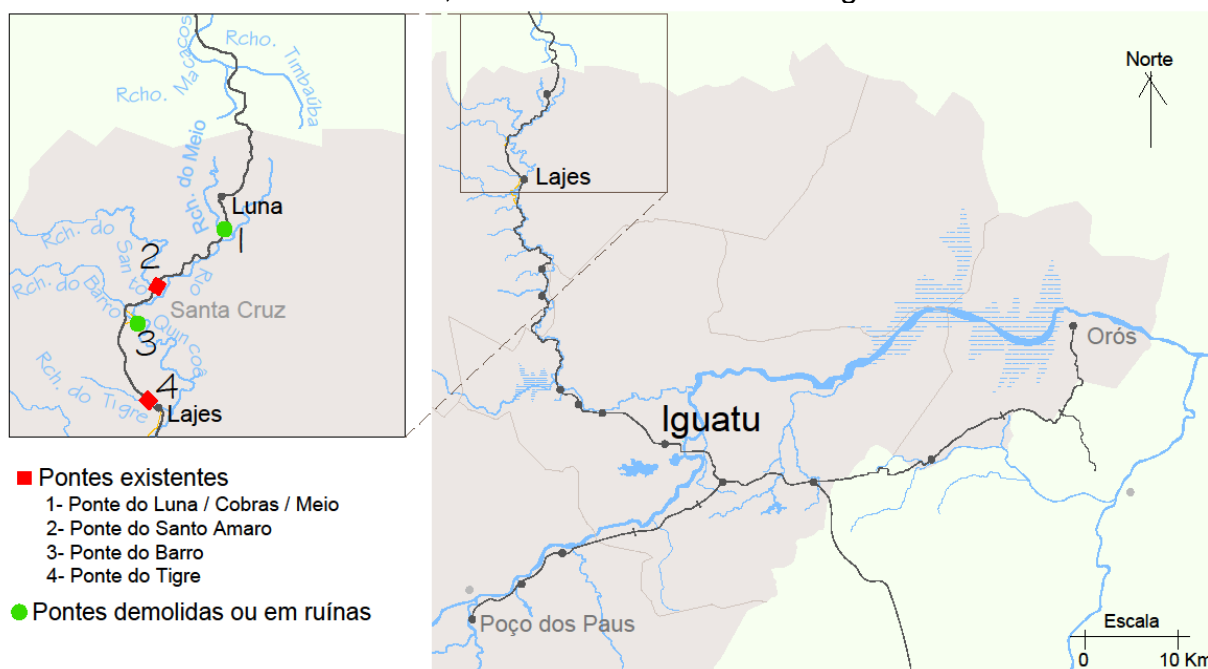 Rcho. Timbaúba
Rcho. Macacos
Rch. do Meio
Luna
1
Rch. do Santo
2
Rio Quincoá
Santa Cruz
Rch. do Barro
3
4
Rch. do Tigre
Lajes
Pontes existentes
1- Ponte do Luna / Cobras / Meio
2- Ponte do Santo Amaro
3- Ponte do Barro
4- Ponte do Tigre
Pontes demolidas ou em ruínas
Norte
Lajes
Orós
Iguatu
Poço dos Paus
Escala
0 10 Km